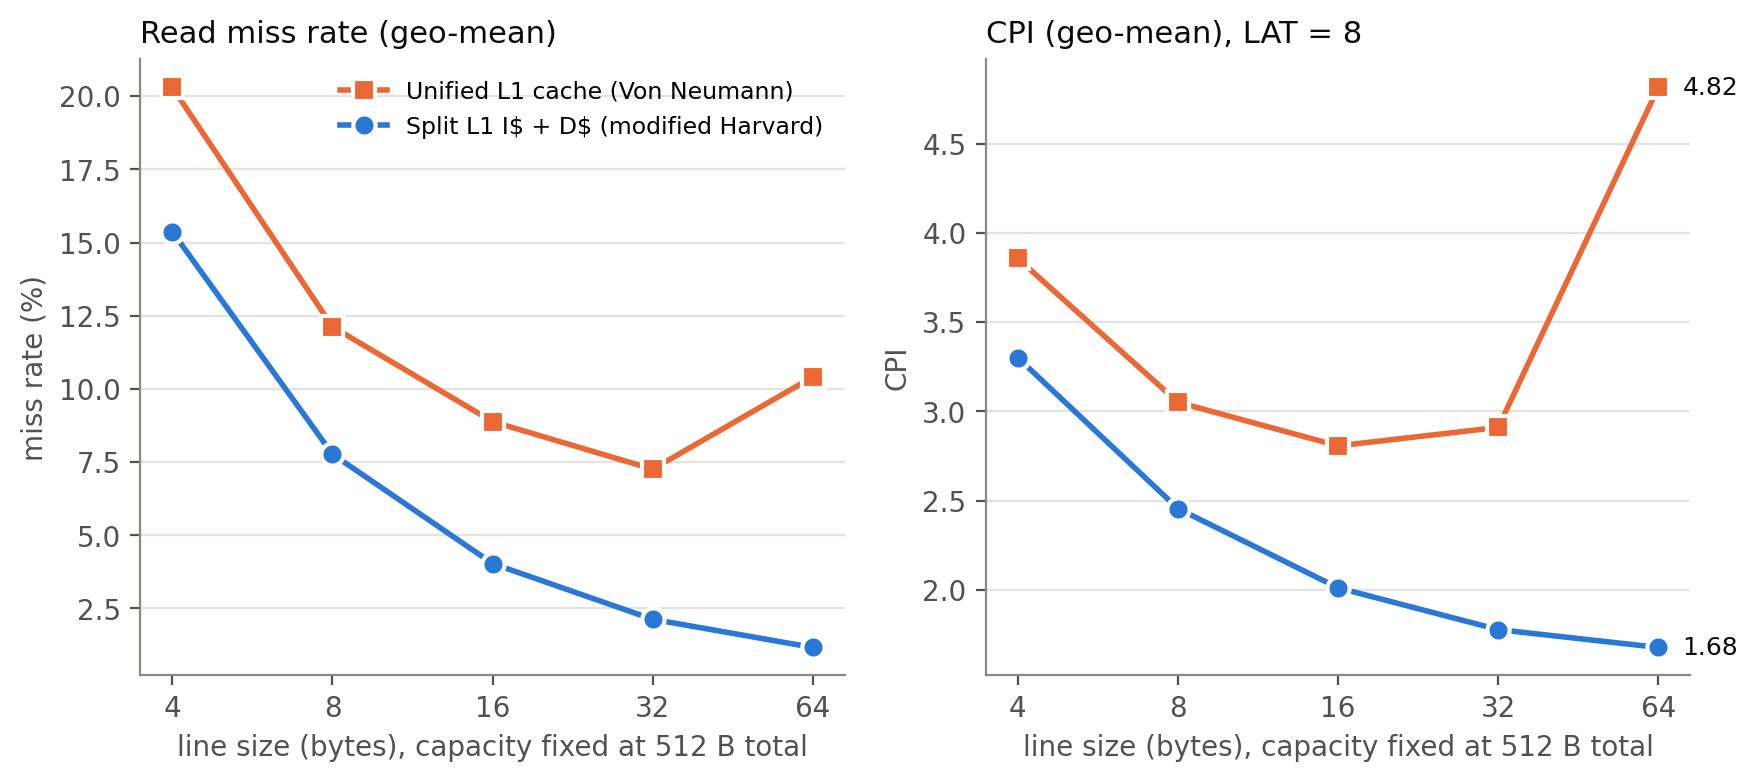 Read miss rate (geo-mean)
Unified L1 cache (Von Neumann)
Split L1 I$ + D$ (modified Harvard)
miss rate (%)
20.0
17.5
15.0
12.5
10.0
7.5
5.0
2.5
4 8 16 32 64
line size (bytes), capacity fixed at 512 B total
CPI (geo-mean), LAT = 8
CPI
4.5
4.0
3.5
3.0
2.5
2.0
4.82
1.68
4 8 16 32 64
line size (bytes), capacity fixed at 512 B total